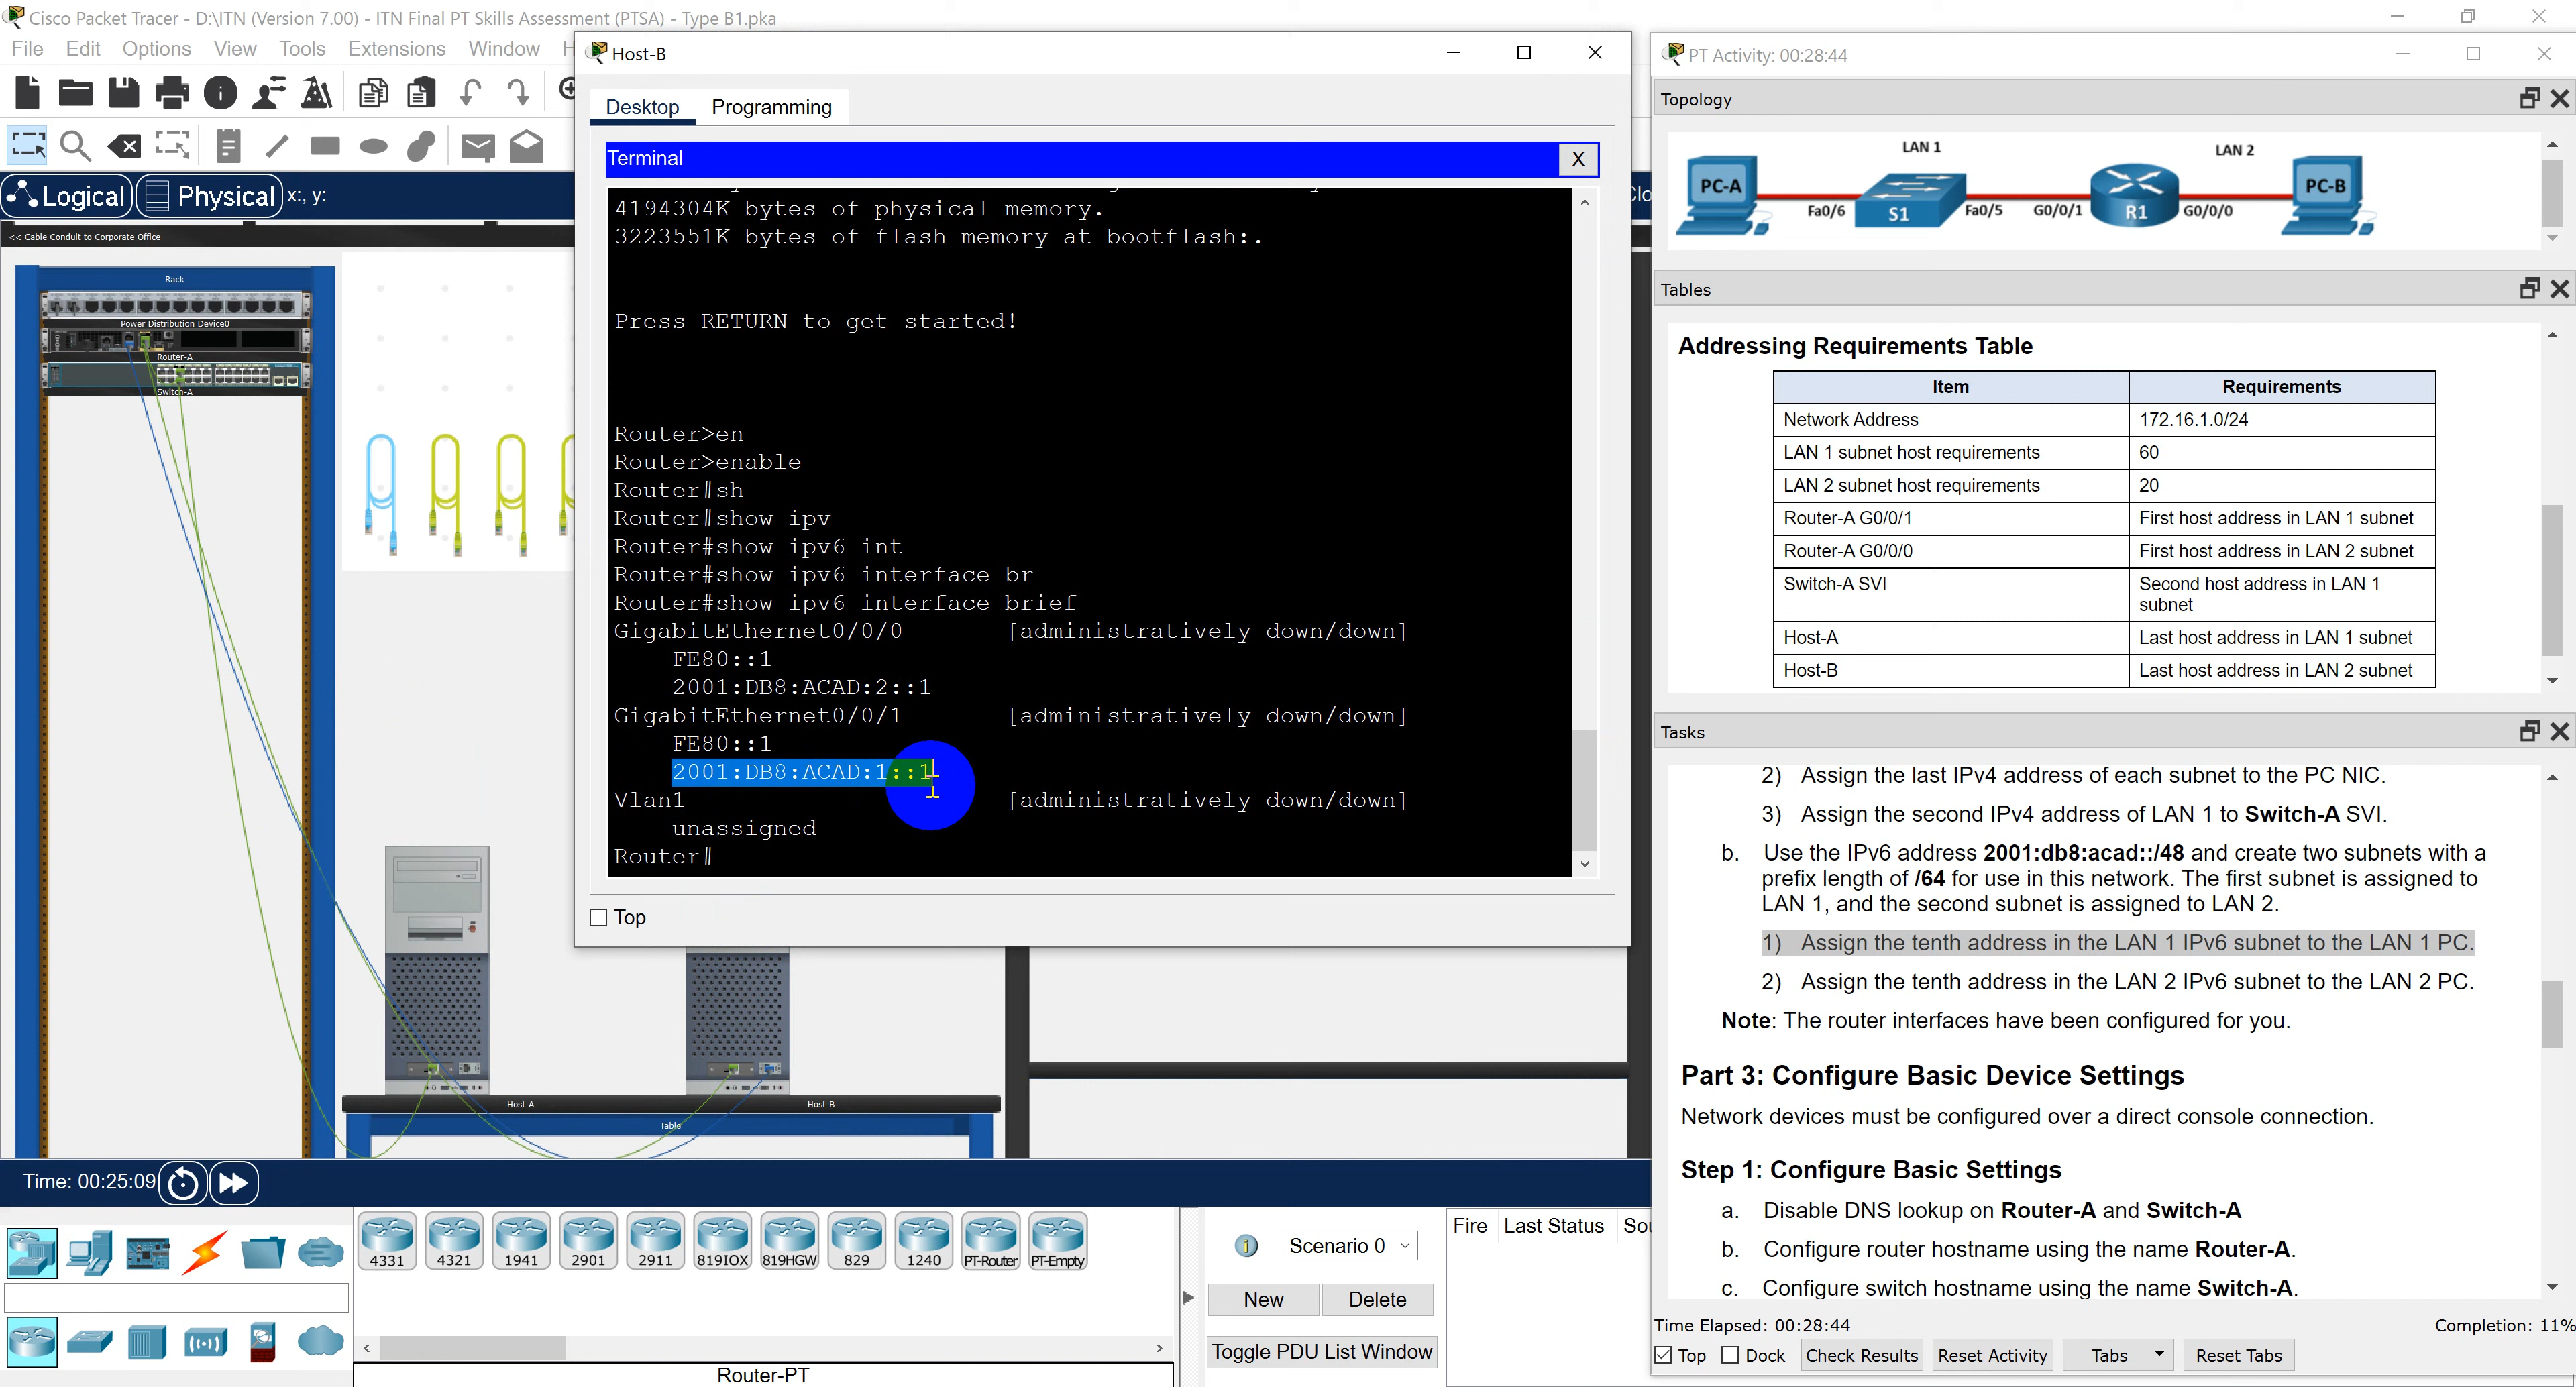 Cisco Packet Tracer - D:\ITN (Version 7.00) - ITN Final PT Skills Assessment (PTSA) - Type B1.pka
File Edit Options View Tools Extensions Window H
Logical Physical x:, y:
<< Cable Conduit to Corporate Office
Rack
Power Distribution Device0
Router-A
Switch-A
Host-A
Host-B
Table
Host-B
Desktop Programming
Terminal X
4194304K bytes of physical memory.
3223551K bytes of flash memory at bootflash:.
Press RETURN to get started!
Router>en
Router>enable
Router#sh
Router#show ipv
Router#show ipv6 int
Router#show ipv6 interface br
Router#show ipv6 interface brief
GigabitEthernet0/0/0 [administratively down/down]
FE80::1
2001:DB8:ACAD:2::1
GigabitEthernet0/0/1 [administratively down/down]
FE80::1
2001:DB8:ACAD:1::1
Vlan1 [administratively down/down]
unassigned
Router#
Top
Clo
PT Activity: 00:28:44
Topology
LAN 1
LAN 2
PC-A
Fa0/6
S1
Fa0/5
G0/0/1
R1
G0/0/0
PC-B
Tables
Addressing Requirements Table
Item Requirements
Network Address 172.16.1.0/24
LAN 1 subnet host requirements 60
LAN 2 subnet host requirements 20
Router-A G0/0/1 First host address in LAN 1 subnet
Router-A G0/0/0 First host address in LAN 2 subnet
Switch-A SVI Second host address in LAN 1
subnet
Host-A Last host address in LAN 1 subnet
Host-B Last host address in LAN 2 subnet
Tasks
2) Assign the last IPv4 address of each subnet to the PC NIC.
3) Assign the second IPv4 address of LAN 1 to Switch-A SVI.
b. Use the IPv6 address 2001:db8:acad::/48 and create two subnets with a
prefix length of /64 for use in this network. The first subnet is assigned to
LAN 1, and the second subnet is assigned to LAN 2.
1) Assign the tenth address in the LAN 1 IPv6 subnet to the LAN 1 PC.
2) Assign the tenth address in the LAN 2 IPv6 subnet to the LAN 2 PC.
Note: The router interfaces have been configured for you.
Part 3: Configure Basic Device Settings
Network devices must be configured over a direct console connection.
Step 1: Configure Basic Settings
a. Disable DNS lookup on Router-A and Switch-A
b. Configure router hostname using the name Router-A.
c. Configure switch hostname using the name Switch-A.
Time Elapsed: 00:28:44 Completion: 11%
Top Dock Check Results Reset Activity Tabs Reset Tabs
Time: 00:25:09
4331 4321 1941 2901 2911 819IOX 819HGW 829 1240 PT-Router PT-Empty
Router-PT
Scenario 0
New Delete
Toggle PDU List Window
Fire Last Status Sou